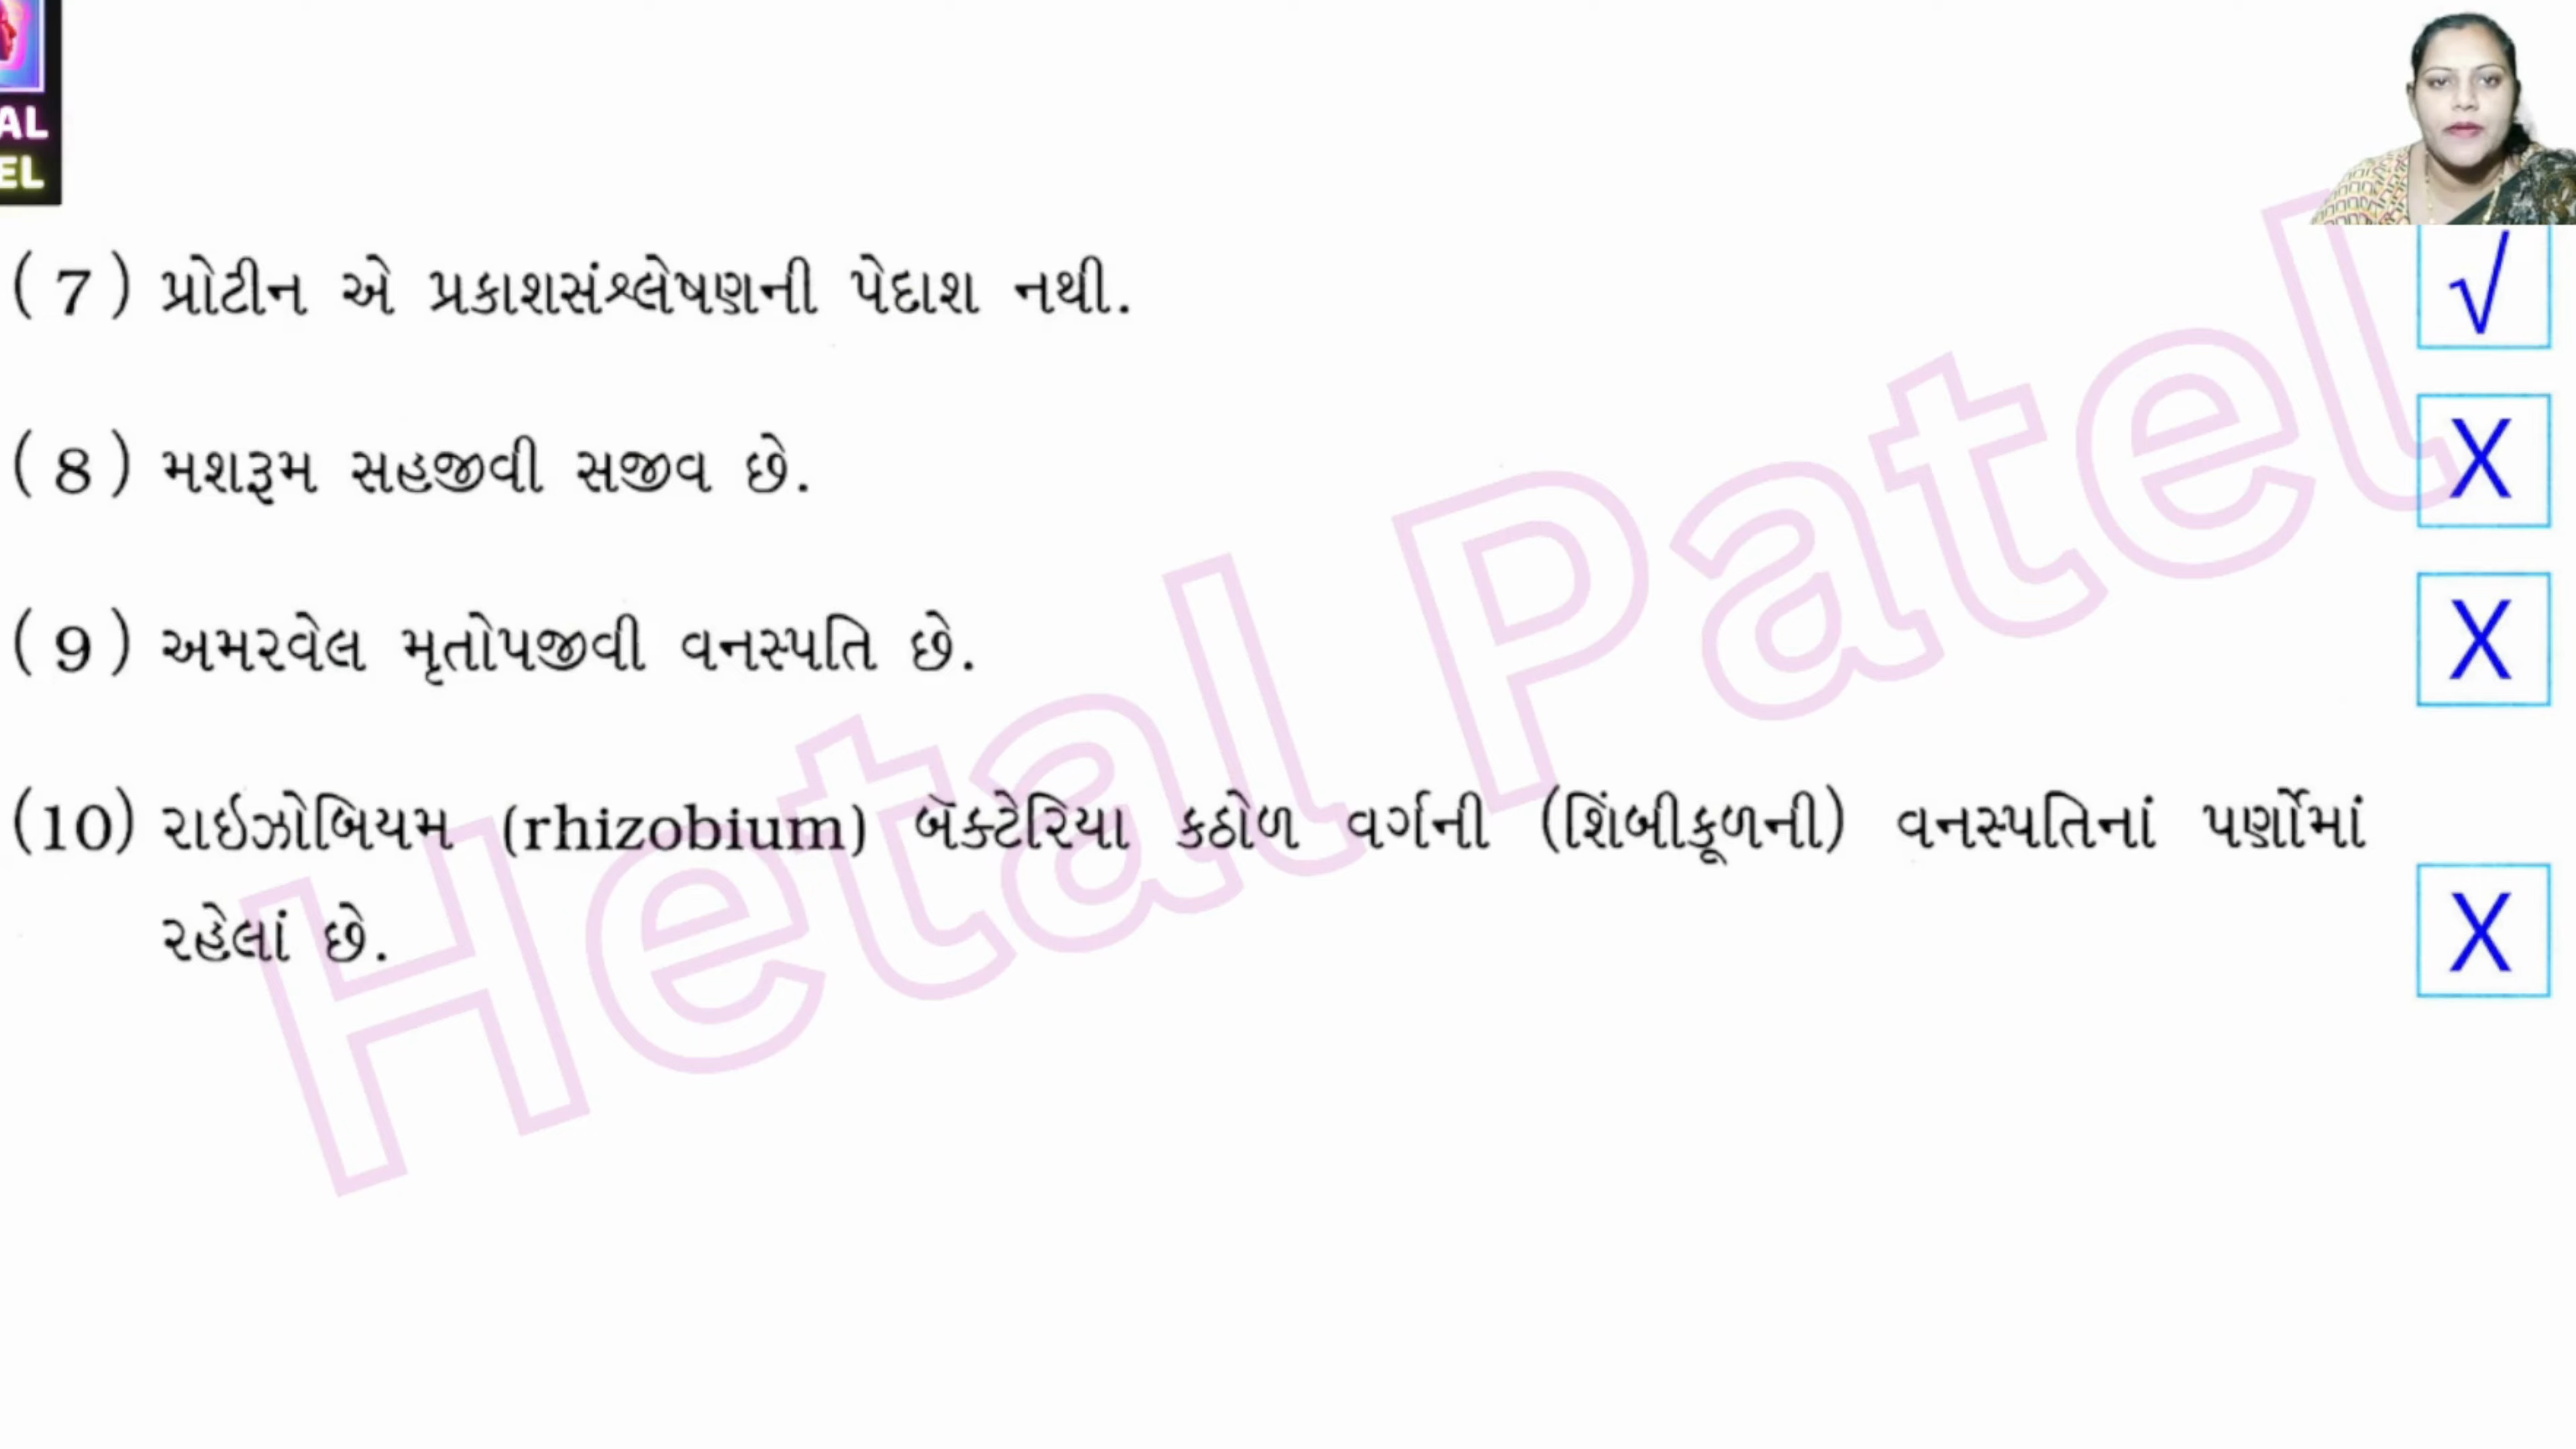 AL
EL
( 7 ) પ્રોટીન એ પ્રકાશસંશ્લેષણની પેદાશ નથી. √
( 8 ) મશરૂમ સહજીવી સજીવ છે. X
( 9 ) અમરવેલ મૃતોપજીવી વનસ્પતિ છે. X
(10) રાઇઝોબિયમ (rhizobium) બૅક્ટેરિયા કઠોળ વર્ગની (શિંબીકૂળની) વનસ્પતિનાં પર્ણોમાં
રહેલાં છે. X
Hetal Patel